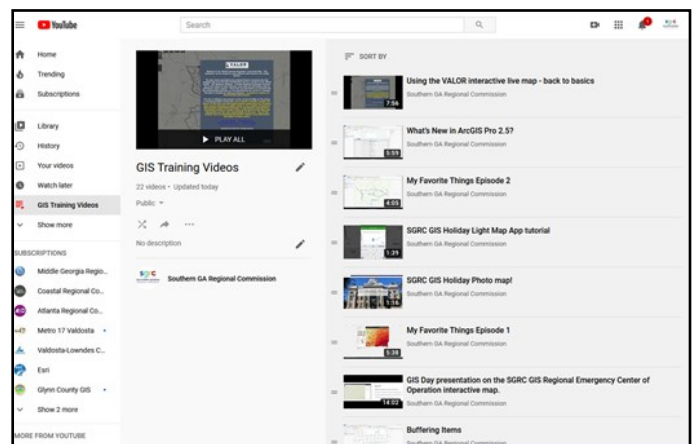 YouTube
Search
Home
Trending
Subscriptions
Library
History
Your videos
Watch later
GIS Training Videos
Show more
SUBSCRIPTIONS
Middle Georgia Regio...
Coastal Regional Co...
Atlanta Regional Co...
Metro 17 Valdosta
Valdosta-Lowndes C...
Esri
Glynn County GIS
Show 2 more
MORE FROM YOUTUBE
VALOR
PLAY ALL
GIS Training Videos
22 videos • Updated today
Public
No description
Southern GA Regional Commission
SORT BY
7:56
Using the VALOR interactive live map - back to basics
Southern GA Regional Commission
5:59
What's New in ArcGIS Pro 2.5?
Southern GA Regional Commission
4:05
My Favorite Things Episode 2
Southern GA Regional Commission
1:39
SGRC GIS Holiday Light Map App tutorial
Southern GA Regional Commission
1:16
SGRC GIS Holiday Photo map!
Southern GA Regional Commission
5:38
My Favorite Things Episode 1
Southern GA Regional Commission
14:02
GIS Day presentation on the SGRC GIS Regional Emergency Center of
Operation interactive map.
Southern GA Regional Commission
Buffering Items
Southern GA Regional Commission